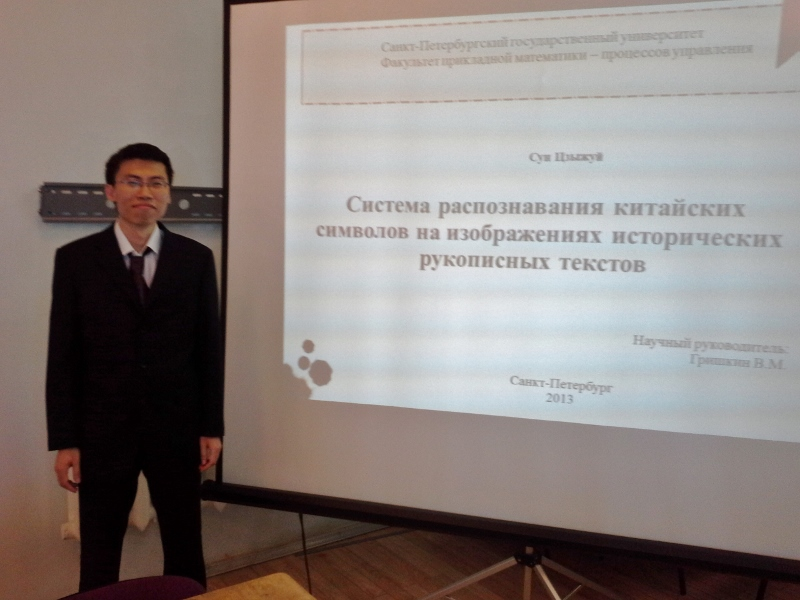 Санкт-Петербургский государственный университет
Факультет прикладной математики – процессов управления
Сун Цзыжуй
Система распознавания китайских
символов на изображениях исторических
рукописных текстов
Научный руководитель:
Гришкин В.М.
Санкт-Петербург
2013